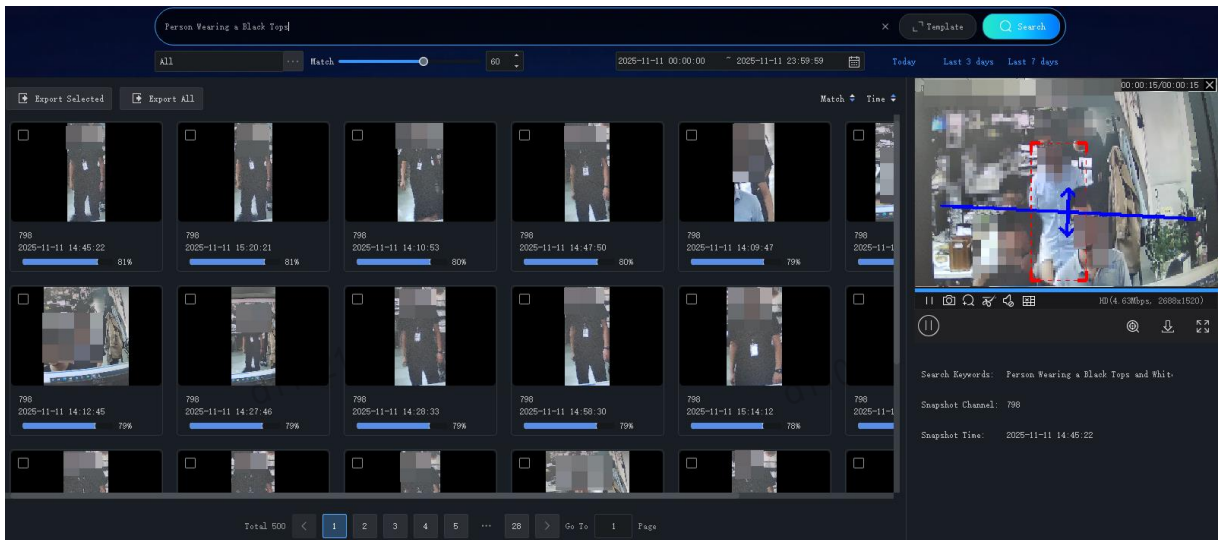 Person Wearing a Black Tops
× Template Search
All ··· Match 60 2025-11-11 00:00:00 ~ 2025-11-11 23:59:59 Today Last 3 days Last 7 days
Export Selected Export All Match Time
00:00:15/00:00:15 X
798 798 798 798 798 798
2025-11-11 14:45:22 2025-11-11 15:20:21 2025-11-11 14:10:53 2025-11-11 14:47:50 2025-11-11 14:09:47 2025-11-1
81% 81% 80% 80% 79%
HD(4.63Mbps, 2688x1520)
798 798 798 798 798 798
2025-11-11 14:12:45 2025-11-11 14:27:46 2025-11-11 14:28:33 2025-11-11 14:58:30 2025-11-11 15:14:12 2025-11-1
79% 79% 79% 79% 78%
Search Keywords: Person Wearing a Black Tops and Whit
Snapshot Channel: 798
Snapshot Time: 2025-11-11 14:45:22
Total 500 < 1 2 3 4 5 ··· 28 > Go To 1 Page